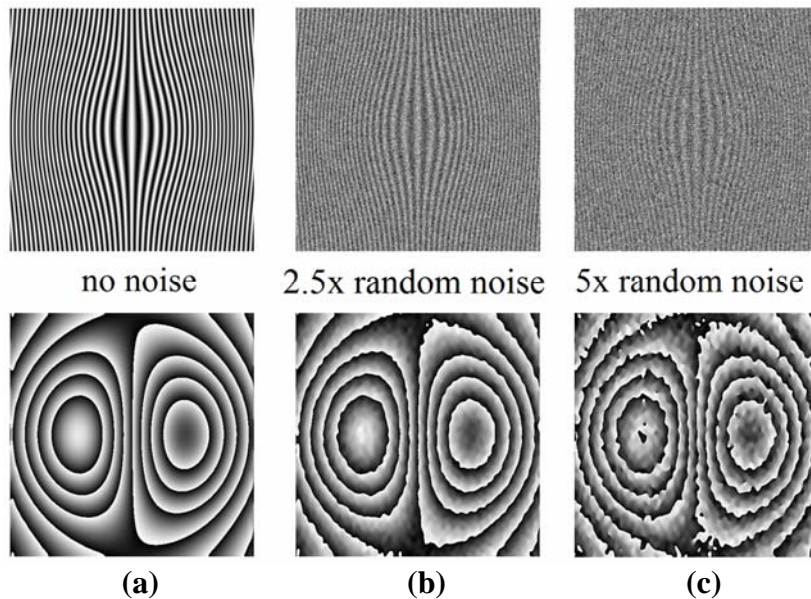 no noise
2.5x random noise
5x random noise
(a)
(b)
(c)